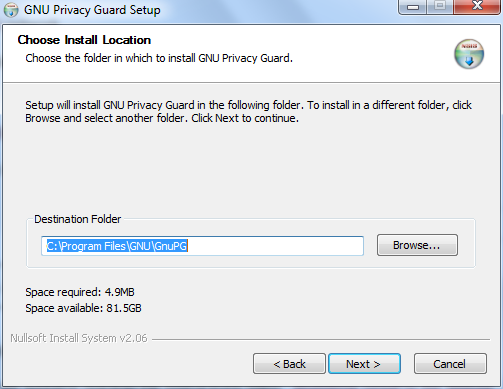 GNU Privacy Guard Setup
Choose Install Location
Choose the folder in which to install GNU Privacy Guard.
Setup will install GNU Privacy Guard in the following folder. To install in a different folder, click
Browse and select another folder. Click Next to continue.
Destination Folder
C:\Program Files\GNU\GnuPG
Browse...
Space required: 4.9MB
Space available: 81.5GB
Nullsoft Install System v2.06
< Back
Next >
Cancel